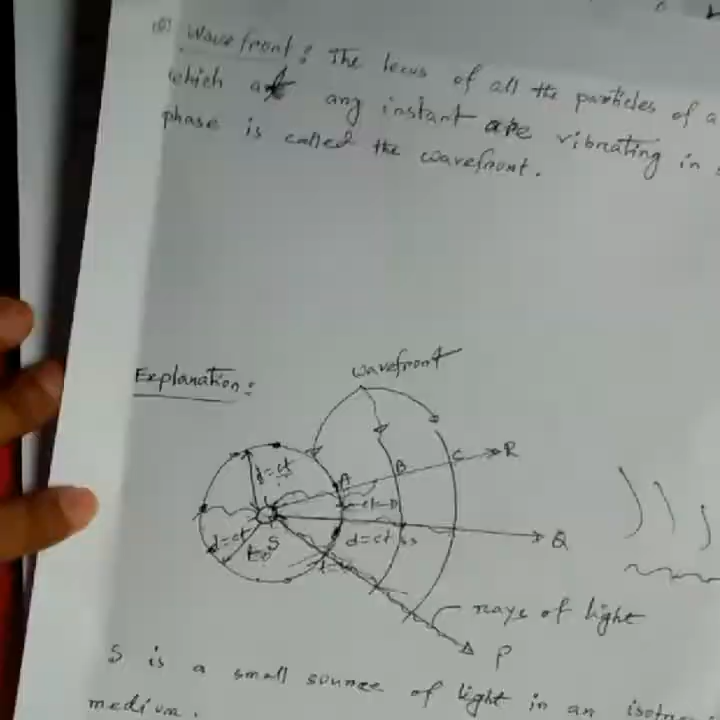 Wavefront: The locus of all the particles of a
which at any instant are vibrating in
phase is called the wavefront.
Explanation:
wavefront
R
C
B
A
d=ct
ct
d=ct
S
d=ct
Q
rays of light
P
S is a small source of light in an
medium.